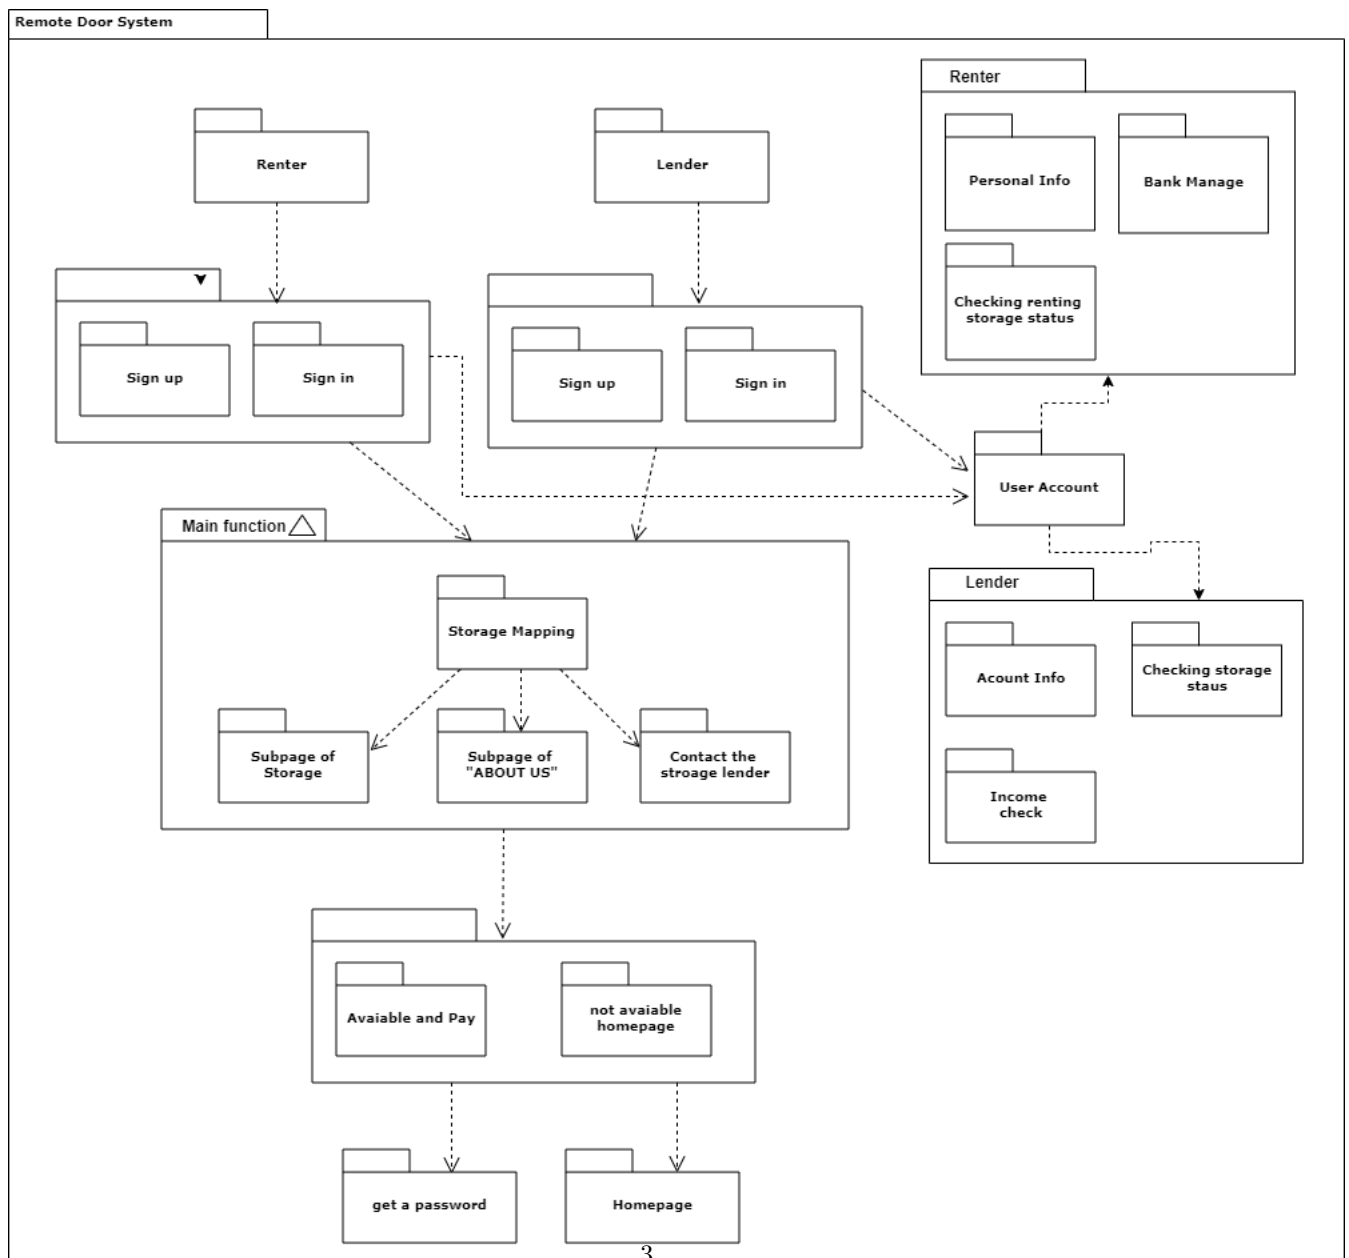 Remote Door System
Renter
Renter
Lender
Personal Info
Bank Manage
Checking renting
storage status
Sign up
Sign in
Sign up
Sign in
User Account
Main function
Storage Mapping
Subpage of
Storage
Subpage of
"ABOUT US"
Contact the
stroage lender
Lender
Acount Info
Checking storage
staus
Income
check
Avaiable and Pay
not avaiable
homepage
get a password
Homepage
3